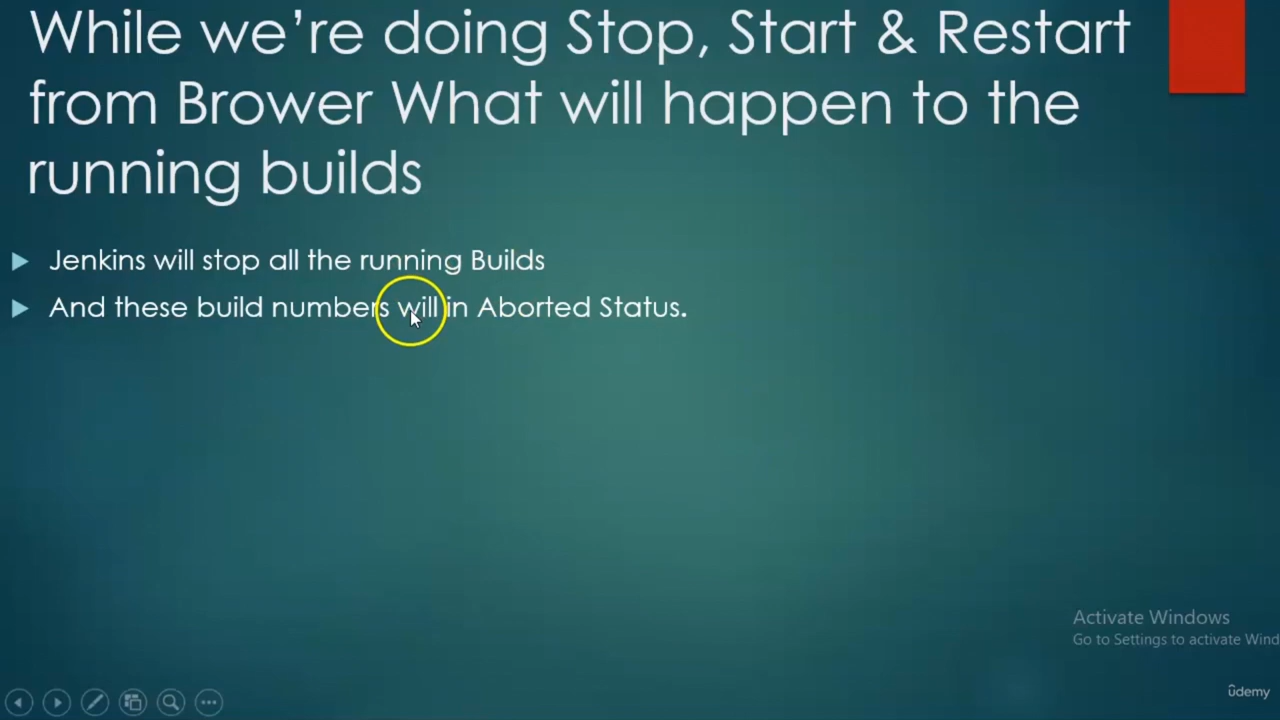 While we're doing Stop, Start & Restart
from Brower What will happen to the
running builds
Jenkins will stop all the running Builds
And these build numbers will in Aborted Status.
Activate Windows
Go to Settings to activate Wind
ûdemy